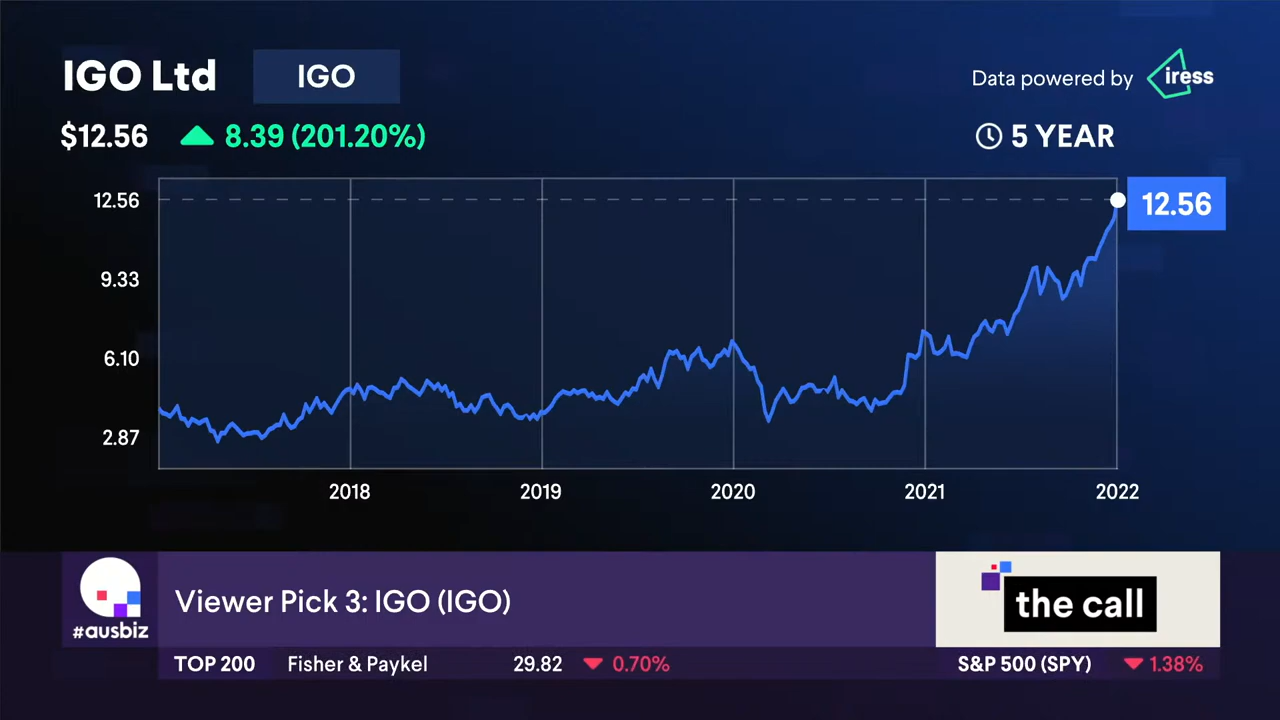 IGO Ltd IGO
Data powered by iress
$12.56 8.39 (201.20%)
5 YEAR
12.56
12.56
9.33
6.10
2.87
2018 2019 2020 2021 2022
#ausbiz
Viewer Pick 3: IGO (IGO)
the call
TOP 200 Fisher & Paykel 29.82 0.70% S&P 500 (SPY) 1.38%